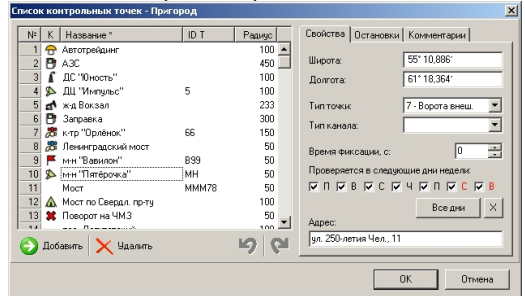 Список контрольных точек - Пригород
№ К Название * ID Т Радиус
1 Автотрейдинг 100
2 АЗС 450
3 ДС "Юность" 100
4 ДЦ "Импульс" 5 100
5 ж-д Вокзал 233
6 Заправка 300
7 к-тр "Орлёнок" 66 150
8 Ленинградский мост 50
9 м-н "Вавилон" B99 50
10 м-н "Пятёрочка" МН 50
11 Мост МММ78 50
12 Мост по Свердл. пр-ту 100
13 Поворот на ЧМЗ 50
Добавить Удалить
Свойства Остановки Комментарии
Широта: 55° 10,886'
Долгота: 61° 18,364'
Тип точки: 7 - Ворота внеш.
Тип канала:
Время фиксации, с: 0
Проверяется в следующие дни недели:
П В С Ч П С В
Все дни X
Адрес:
ул. 250-летия Чел., 11
OK Отмена